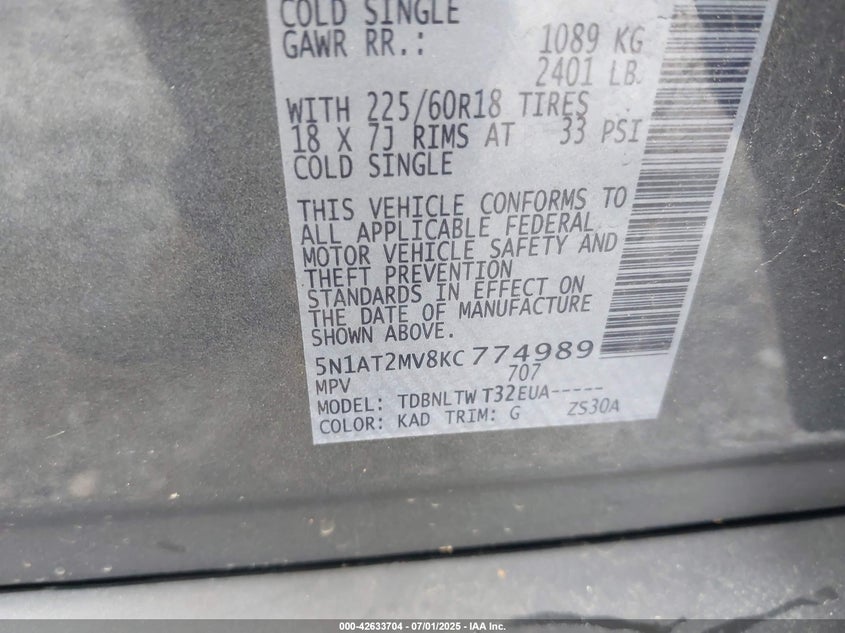 COLD SINGLE
GAWR RR.: 1089 KG
2401 LB.
WITH 225/60R18 TIRES
18 X 7J RIMS AT 33 PSI
COLD SINGLE
THIS VEHICLE CONFORMS TO
ALL APPLICABLE FEDERAL
MOTOR VEHICLE SAFETY AND
THEFT PREVENTION
STANDARDS IN EFFECT ON
THE DATE OF MANUFACTURE
SHOWN ABOVE.
5N1AT2MV8KC 774989
MPV 707
MODEL: TDBNLTW T32EUA-----
COLOR: KAD TRIM: G ZS30A
000-42633704 / 07/01/2025 - IAA Inc.